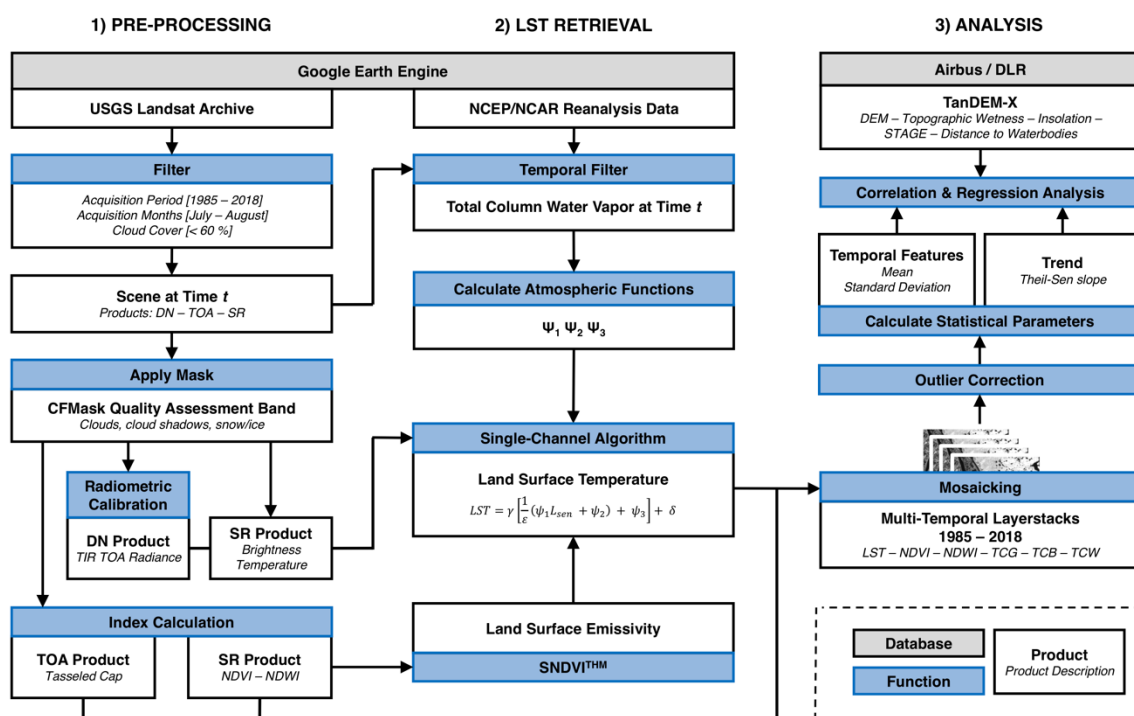 1) PRE-PROCESSING
2) LST RETRIEVAL
3) ANALYSIS
Google Earth Engine
USGS Landsat Archive
NCEP/NCAR Reanalysis Data
Airbus / DLR
TanDEM-X
DEM – Topographic Wetness – Insolation –
STAGE – Distance to Waterbodies
Filter
Acquisition Period [1985 – 2018]
Acquisition Months [July – August]
Cloud Cover [< 60 %]
Temporal Filter
Total Column Water Vapor at Time t
Correlation & Regression Analysis
Temporal Features
Mean
Standard Deviation
Trend
Theil-Sen slope
Scene at Time t
Products: DN – TOA – SR
Calculate Atmospheric Functions
Ψ₁ Ψ₂ Ψ₃
Calculate Statistical Parameters
Apply Mask
CFMask Quality Assessment Band
Clouds, cloud shadows, snow/ice
Outlier Correction
Radiometric
Calibration
DN Product
TIR TOA Radiance
SR Product
Brightness
Temperature
Single-Channel Algorithm
Land Surface Temperature
LST = γ [1/ε (ψ₁L_sen + ψ₂) + ψ₃] + δ
Mosaicking
Multi-Temporal Layerstacks
1985 – 2018
LST – NDVI – NDWI – TCG – TCB – TCW
Index Calculation
TOA Product
Tasseled Cap
SR Product
NDVI – NDWI
Land Surface Emissivity
SNDVIᵀᴴᴹ
Database
Function
Product
Product Description